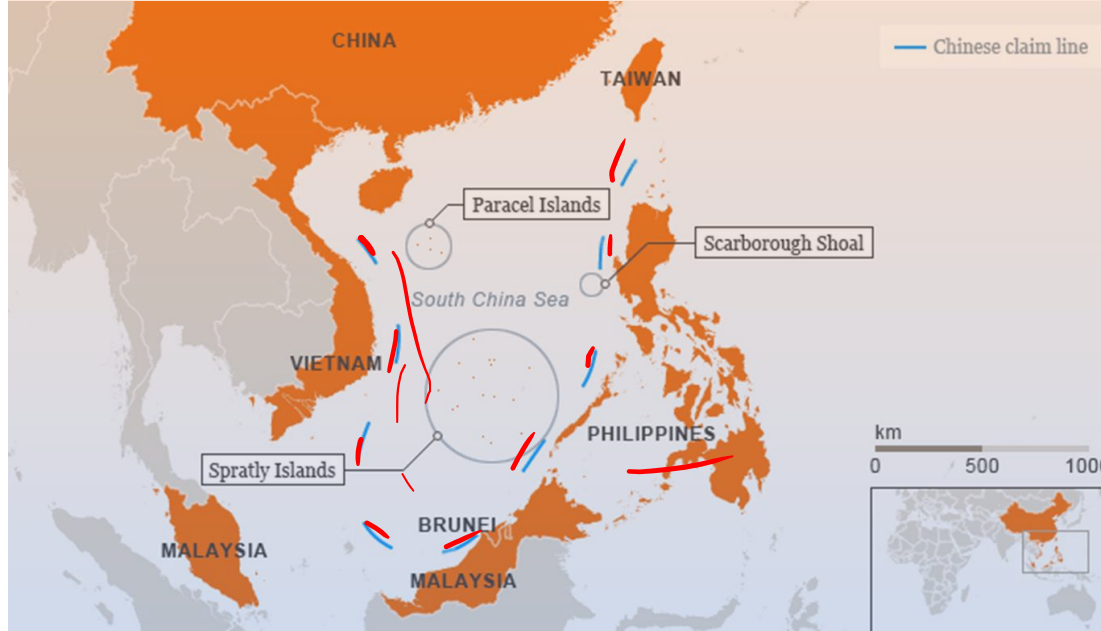 CHINA
Chinese claim line
TAIWAN
Paracel Islands
Scarborough Shoal
South China Sea
VIETNAM
PHILIPPINES
km
0 500 1000
Spratly Islands
BRUNEI
MALAYSIA
MALAYSIA